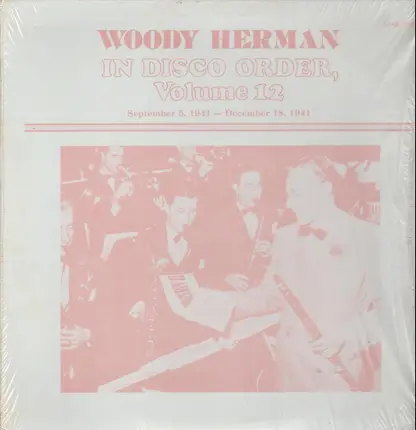 WOODY HERMAN
IN DISCO ORDER,
Volume 12
September 5, 1941 — December 18, 1941